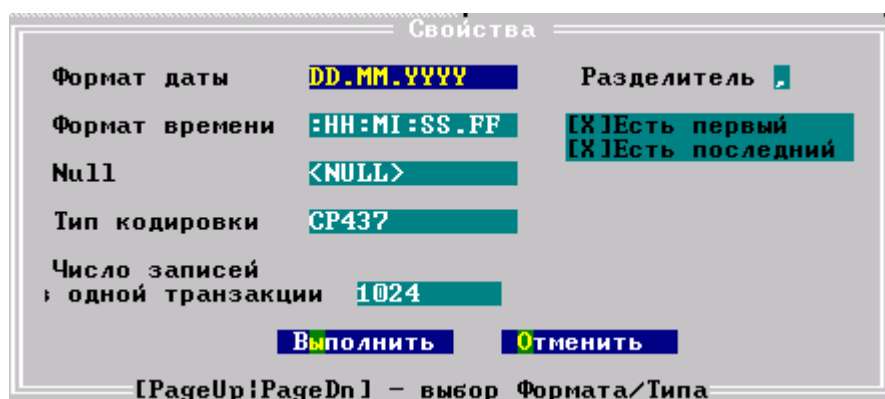 Свойства
Формат даты DD.MM.YYYY Разделитель ,
Формат времени :HH:MI:SS.FF [X]Есть первый
[X]Есть последний
Null <NULL>
Тип кодировки CP437
Число записей
в одной транзакции 1024
Выполнить Отменить
[PageUp¦PageDn] - выбор Формата/Типа